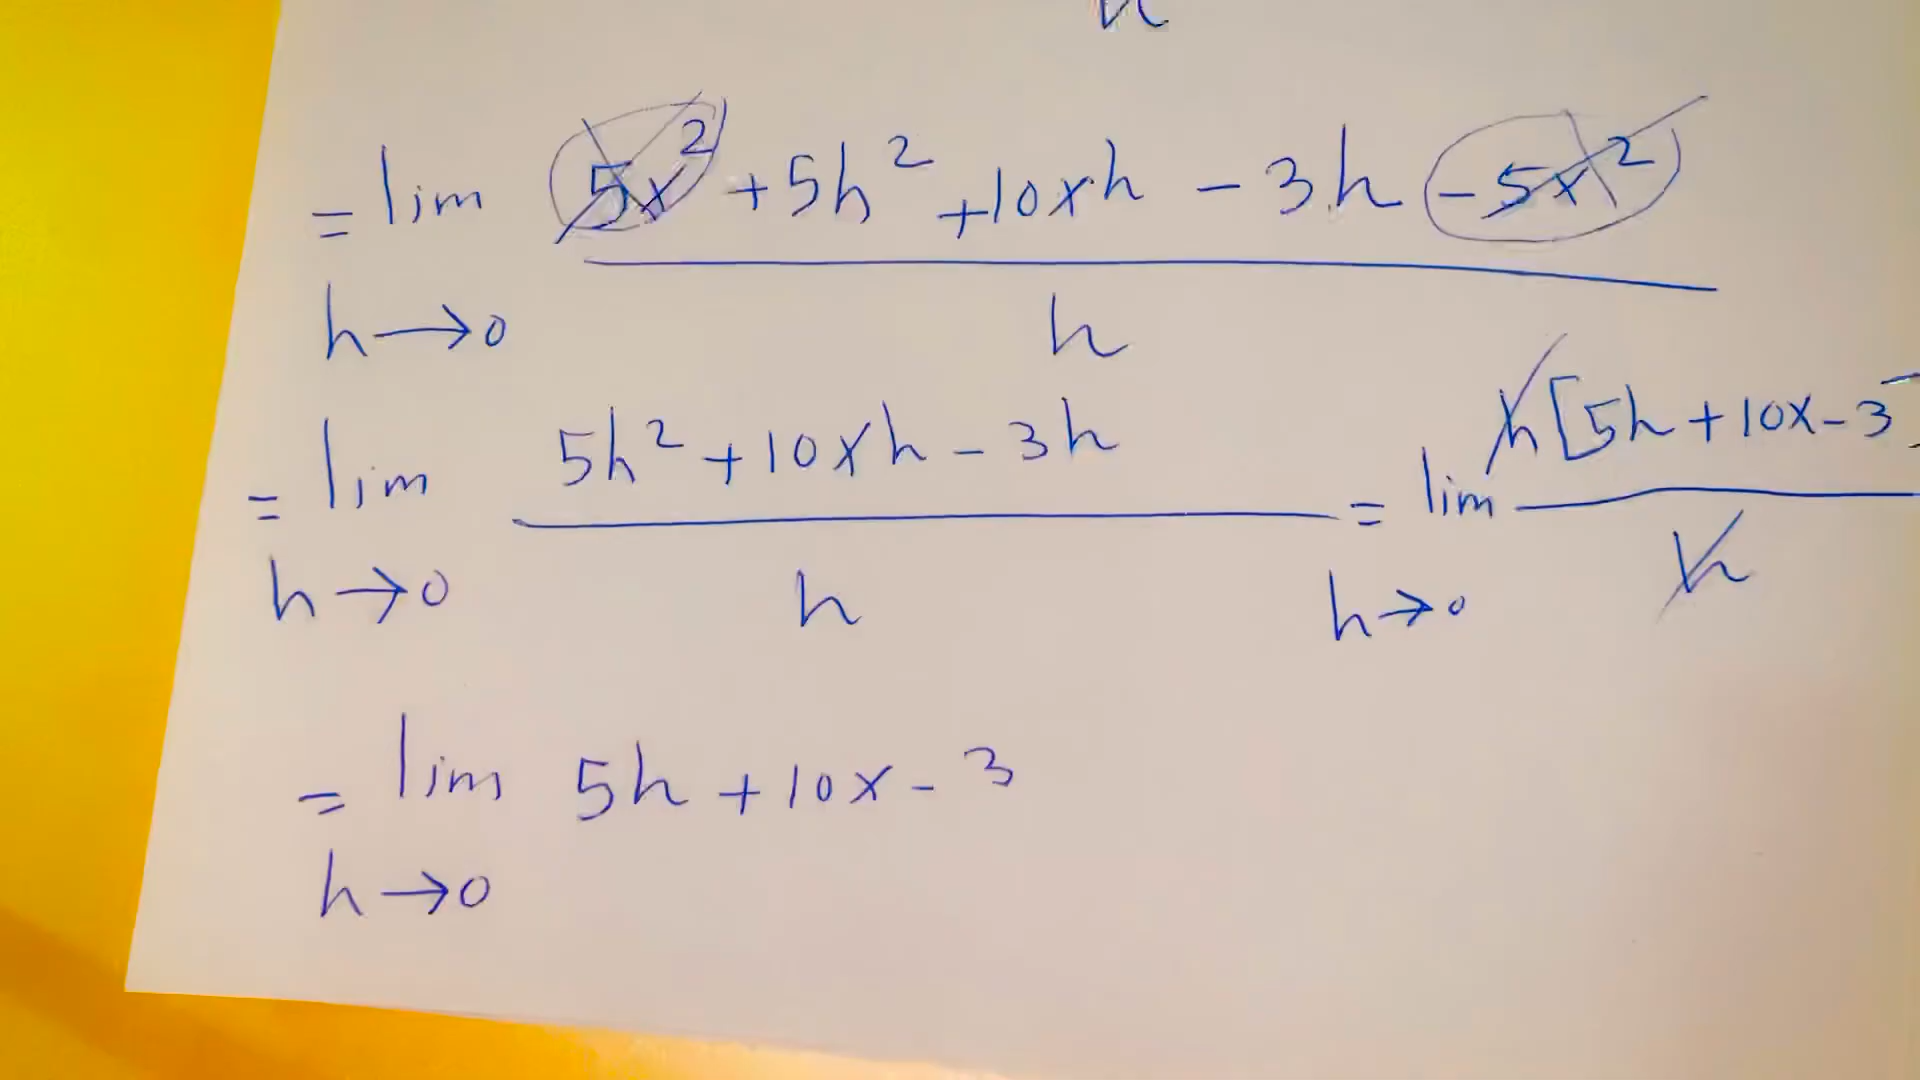 h
= lim 5x² + 5h² + 10xh - 3h - 5x²
h→0 h
= lim 5h² + 10xh - 3h = lim h[5h + 10x - 3]
h→0 h h→0 h
= lim 5h + 10x - 3
h→0